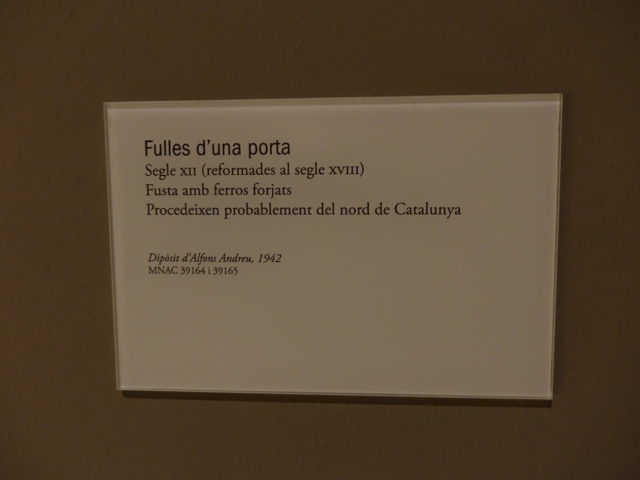 Fulles d'una porta
Segle XII (reformades al segle XVIII)
Fusta amb ferros forjats
Procedeixen probablement del nord de Catalunya
Dipòsit d'Alfons Andreu, 1942
MNAC 39164 i 39165